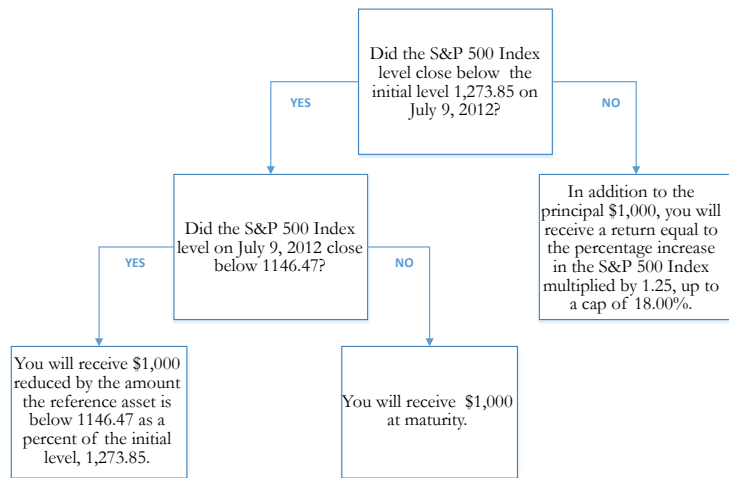 Did the S&P 500 Index
level close below the
initial level 1,273.85 on
July 9, 2012?
YES
NO
Did the S&P 500 Index
level on July 9, 2012 close
below 1146.47?
In addition to the
principal $1,000, you will
receive a return equal to
the percentage increase
in the S&P 500 Index
multiplied by 1.25, up to
a cap of 18.00%.
YES
NO
You will receive $1,000
reduced by the amount
the reference asset is
below 1146.47 as a
percent of the initial
level, 1,273.85.
You will receive $1,000
at maturity.